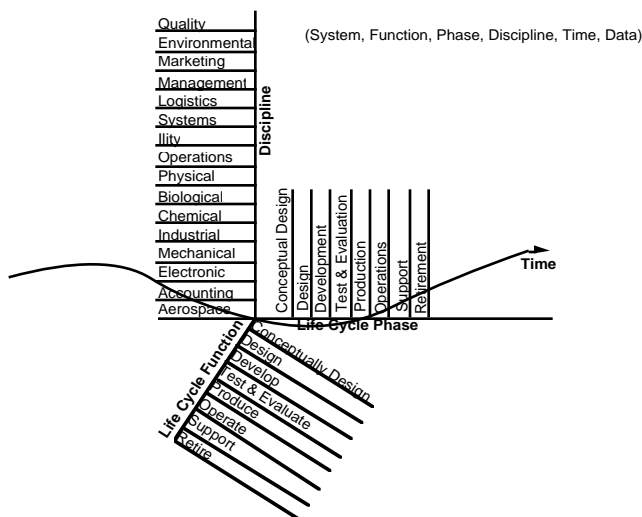 Quality
(System, Function, Phase, Discipline, Time, Data)
Environmental
Marketing
Management
Logistics
Systems
Ility
Operations
Physical
Biological
Chemical
Industrial
Mechanical
Electronic
Accounting
Aerospace
Discipline
Conceptual Design
Design
Development
Test & Evaluation
Production
Operations
Support
Retirement
Time
Life Cycle Phase
Life Cycle Function
Conceptually Design
Design
Develop
Test & Evaluate
Produce
Operate
Support
Retire